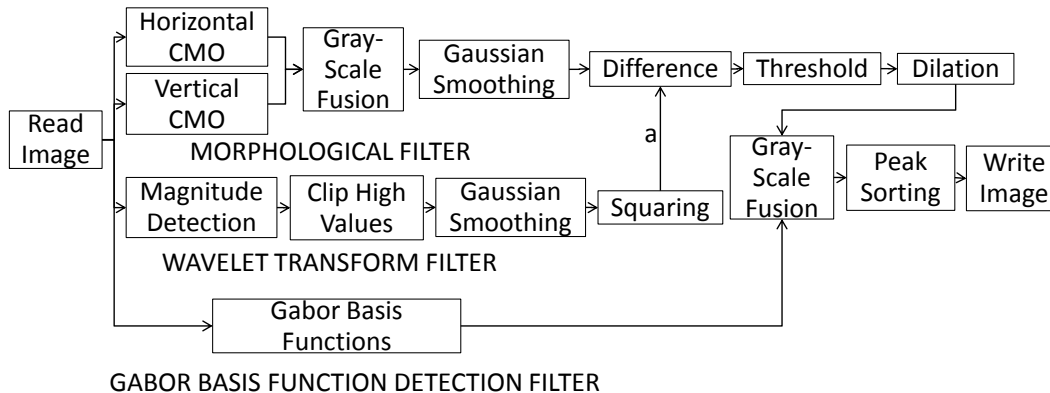 Horizontal
CMO
Vertical
CMO
Gray-
Scale
Fusion
Gaussian
Smoothing
Difference
Threshold
Dilation
Read
Image
MORPHOLOGICAL FILTER
a
Gray-
Scale
Fusion
Peak
Sorting
Write
Image
Magnitude
Detection
Clip High
Values
Gaussian
Smoothing
Squaring
WAVELET TRANSFORM FILTER
Gabor Basis
Functions
GABOR BASIS FUNCTION DETECTION FILTER